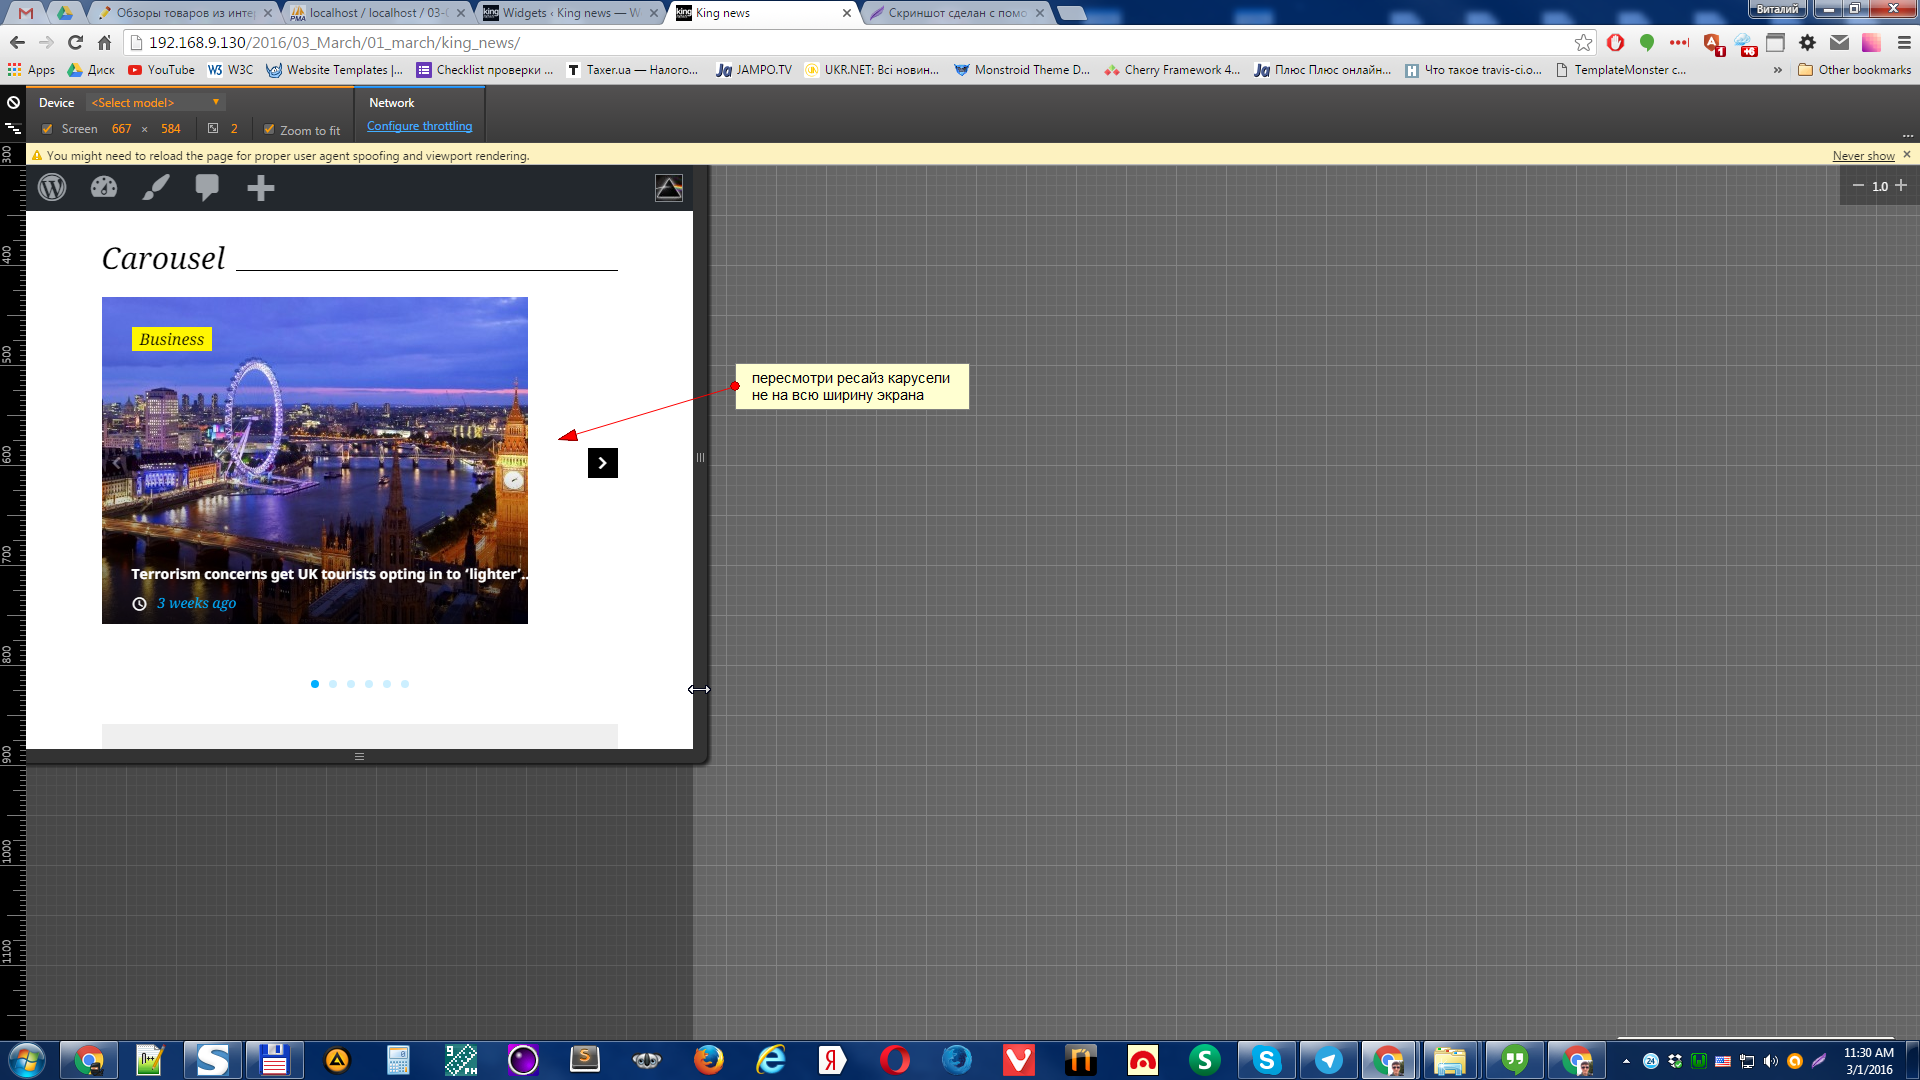 Обзоры товаров из инте
localhost / localhost / 03-0
Widgets ‹ King news — W
King news
Скриншот сделан с помо
Виталий
192.168.9.130/2016/03_March/01_march/king_news/
Apps
Диск
YouTube
W3C
Website Templates |...
Checklist проверки ...
Taxer.ua — Налого...
JAMPO.TV
UKR.NET: Всі новин...
Monstroid Theme D...
Cherry Framework 4...
Плюс Плюс онлайн...
Что такое travis-ci.o...
TemplateMonster c...
»
Other bookmarks
Device <Select model>
Network
Screen 667 × 584 2 Zoom to fit
Configure throttling
...
You might need to reload the page for proper user agent spoofing and viewport rendering.
Never show ×
− 1.0 +
300
400
500
600
700
800
900
1000
1100
Carousel
Business
пересмотри ресайз карусели
не на всю ширину экрана
Terrorism concerns get UK tourists opting in to ‘lighter’..
3 weeks ago
11:30 AM
3/1/2016